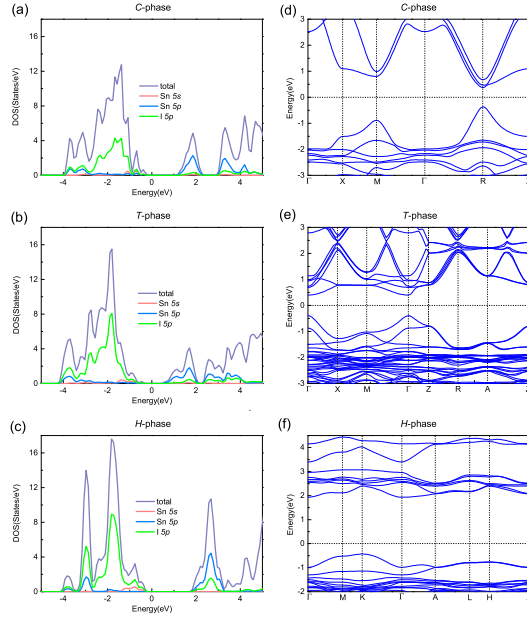 (a)
C-phase
DOS(States/eV)
16
12
8
4
0
total
Sn 5s
Sn 5p
I 5p
-4 -2 0 2 4
Energy(eV)
(d)
C-phase
Energy(eV)
3
2
1
0
-1
-2
-3
Γ X M Γ R
(b)
T-phase
DOS(States/eV)
16
12
8
4
0
total
Sn 5s
Sn 5p
I 5p
-4 -2 0 2 4
Energy(eV)
(e)
T-phase
Energy(eV)
3
2
1
0
-1
-2
-3
Γ X M Γ Z R A
(c)
H-phase
DOS(States/eV)
16
12
8
4
0
total
Sn 5s
Sn 5p
I 5p
-4 -2 0 2 4
Energy(eV)
(f)
H-phase
Energy(eV)
4
3
2
1
0
-1
-2
Γ M K Γ A L H